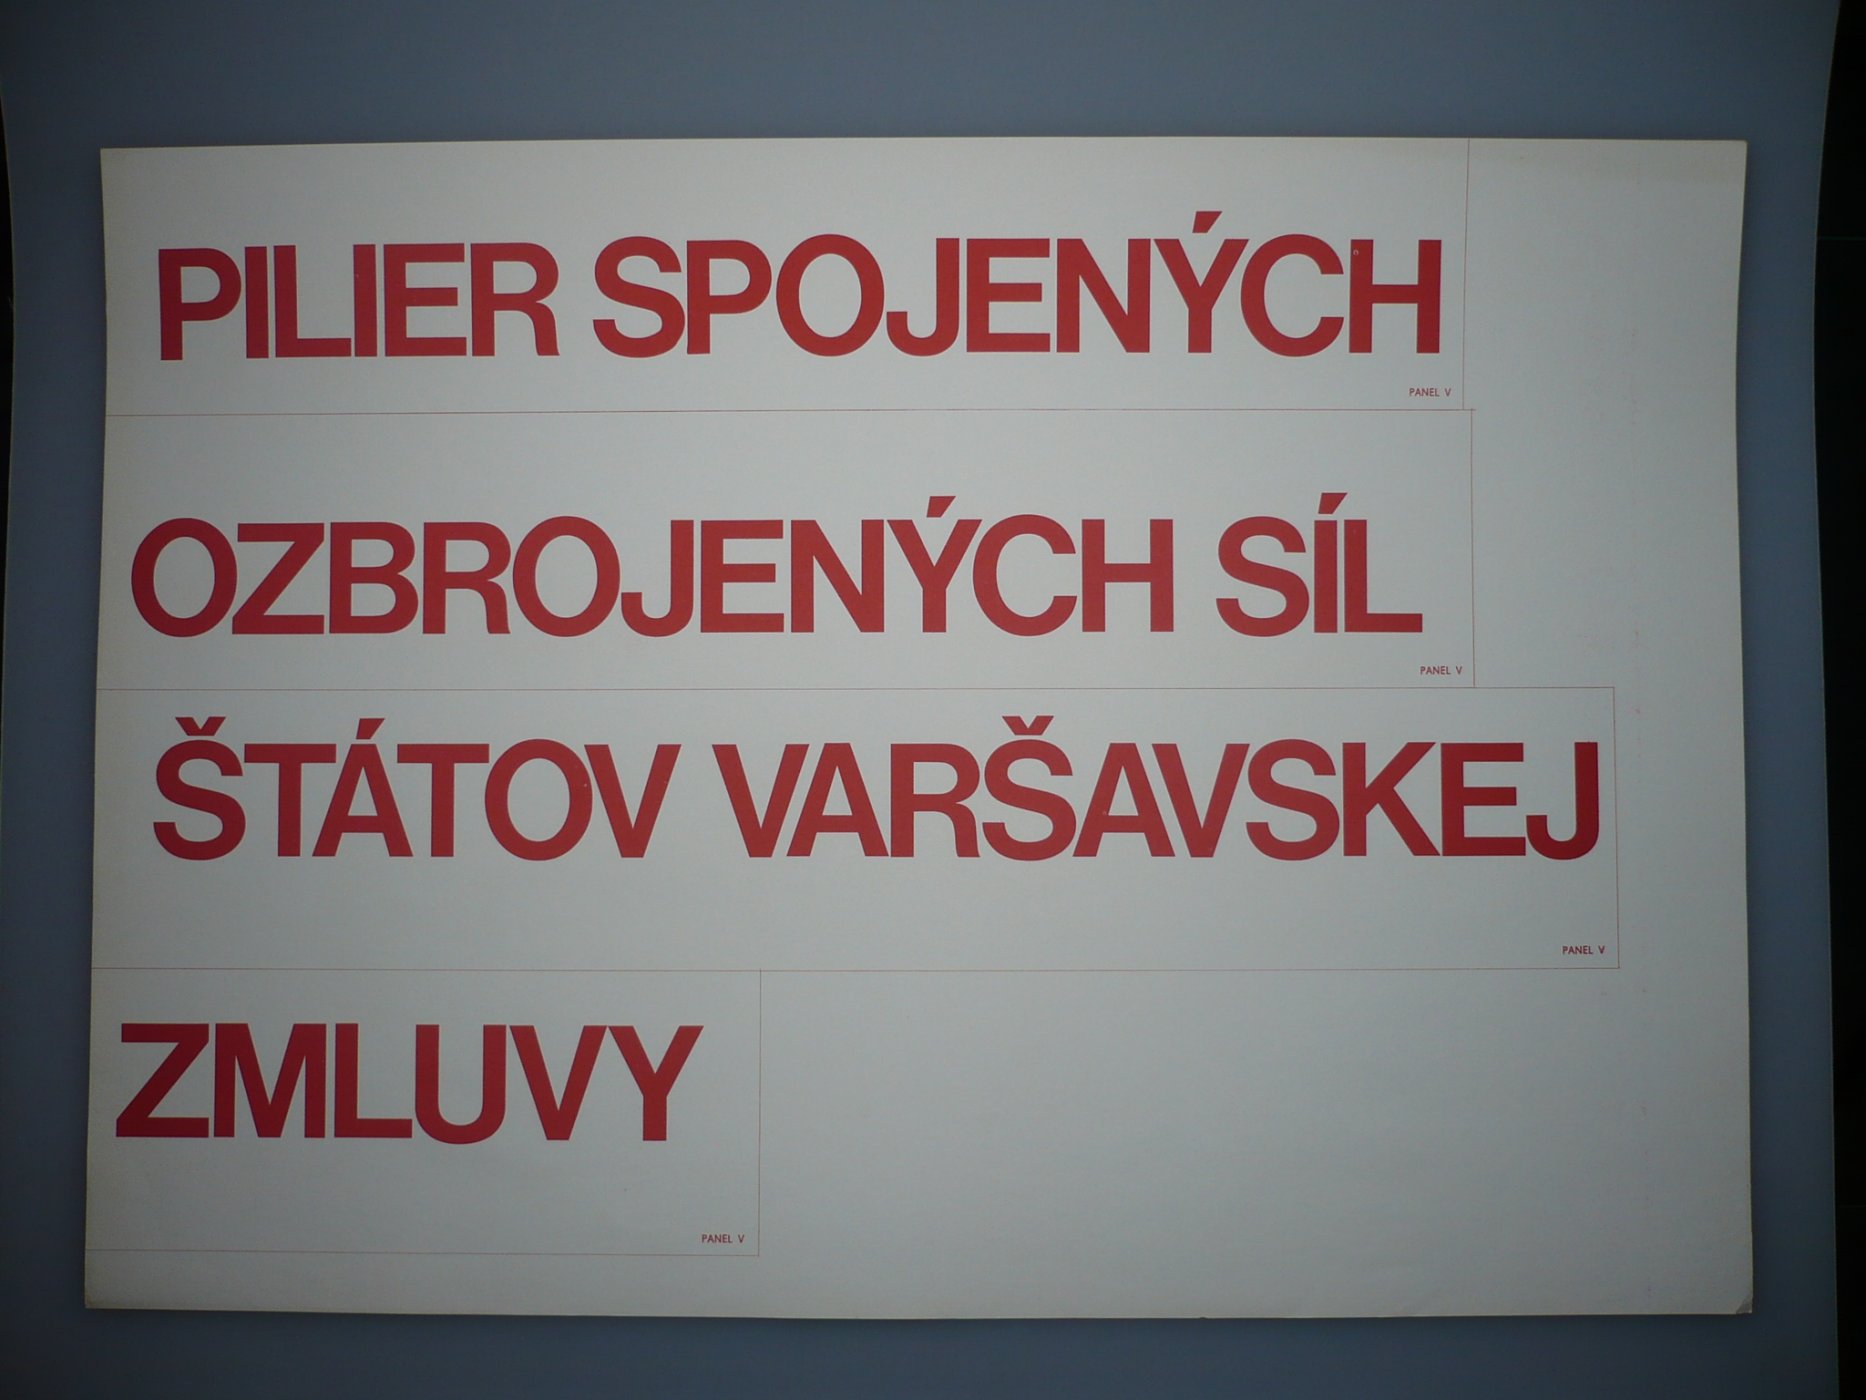 PILIER SPOJENÝCH
PANEL V
OZBROJENÝCH SÍL
PANEL V
ŠTÁTOV VARŠAVSKEJ
PANEL V
ZMLUVY
PANEL V